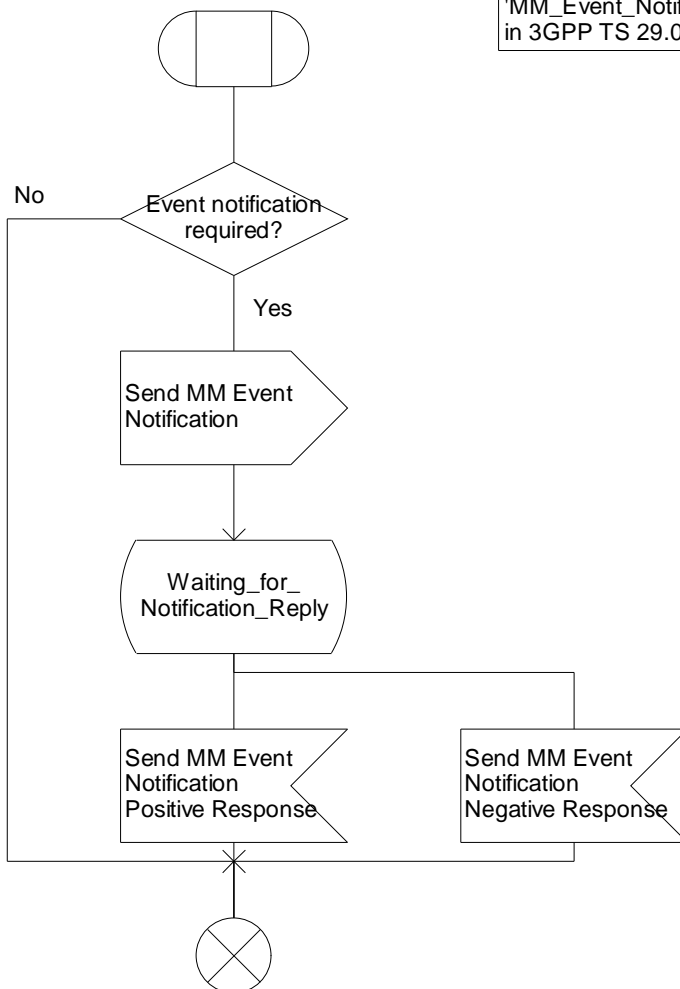 'MM_Event_Notif
in 3GPP TS 29.0
No
Event notification
required?
Yes
Send MM Event
Notification
Waiting_for_
Notification_Reply
Send MM Event
Notification
Positive Response
Send MM Event
Notification
Negative Response